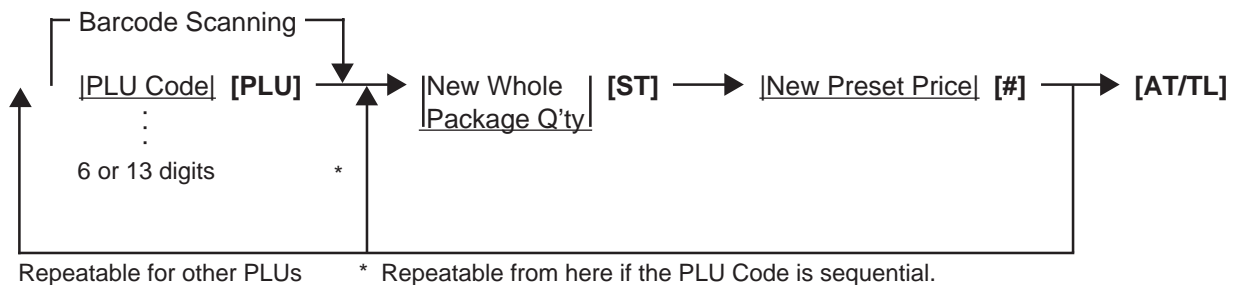 Barcode Scanning
|PLU Code| [PLU] |New Whole [ST] |New Preset Price| [#] [AT/TL]
|Package Q'ty|
.
.
.
6 or 13 digits *
Repeatable for other PLUs * Repeatable from here if the PLU Code is sequential.